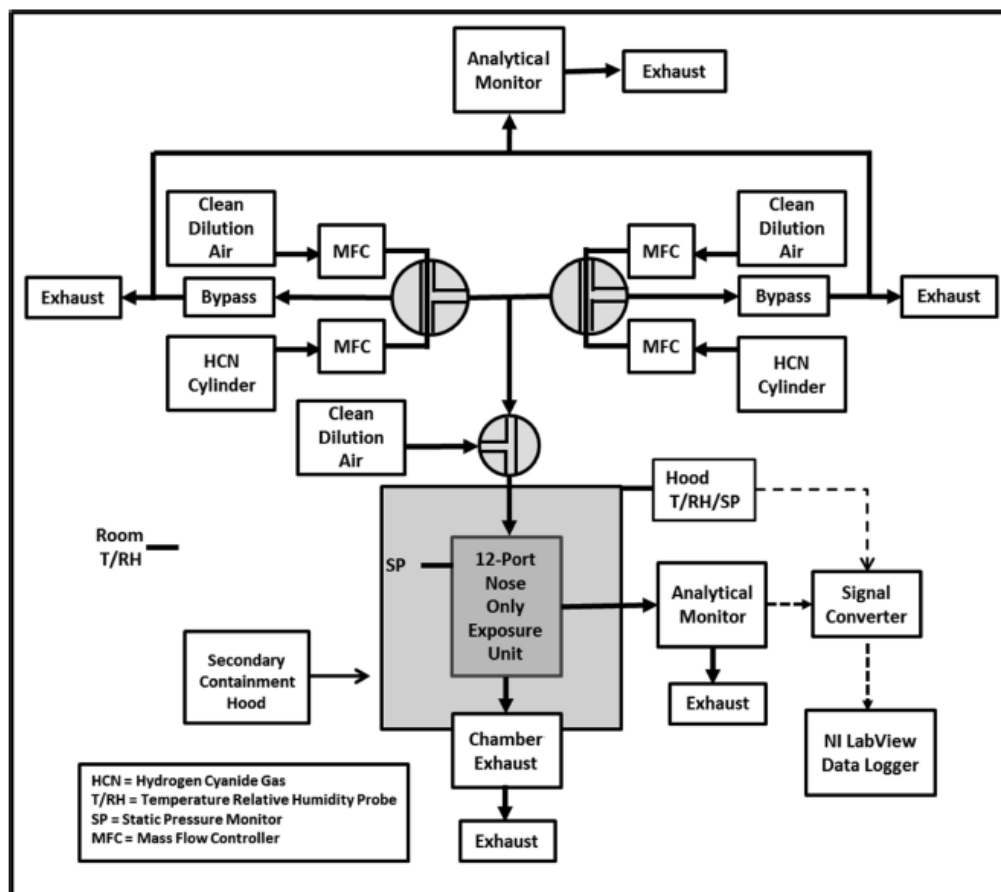 Analytical
Monitor
Exhaust
Clean
Dilution
Air
MFC
MFC
Clean
Dilution
Air
Exhaust
Bypass
Bypass
Exhaust
HCN
Cylinder
MFC
MFC
HCN
Cylinder
Clean
Dilution
Air
Hood
T/RH/SP
Room
T/RH
SP
12-Port
Nose
Only
Exposure
Unit
Analytical
Monitor
Signal
Converter
Secondary
Containment
Hood
Exhaust
Chamber
Exhaust
NI LabView
Data Logger
HCN = Hydrogen Cyanide Gas
T/RH = Temperature Relative Humidity Probe
SP = Static Pressure Monitor
MFC = Mass Flow Controller
Exhaust